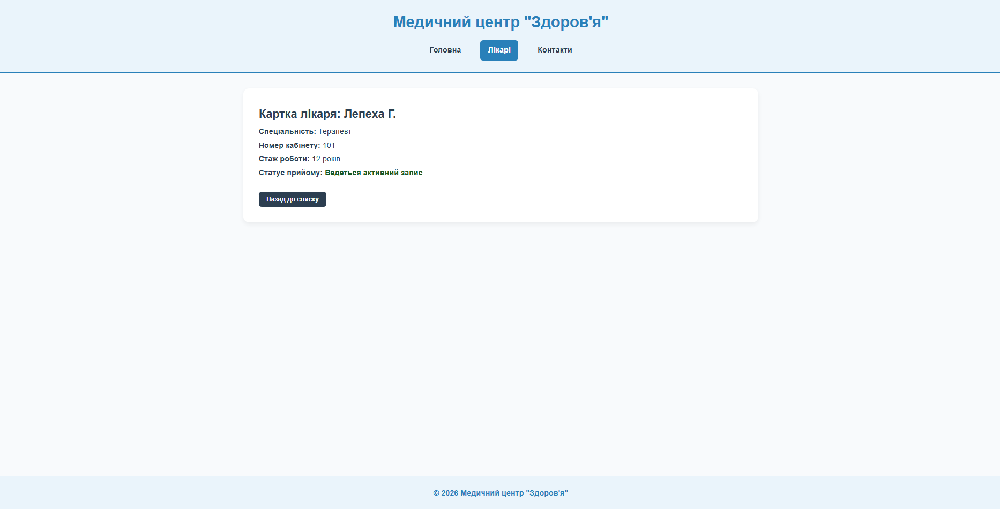 Медичний центр "Здоров'я"
Головна Лікарі Контакти
Картка лікаря: Лепеха Г.
Спеціальність: Терапевт
Номер кабінету: 101
Стаж роботи: 12 років
Статус прийому: Ведеться активний запис
Назад до списку
© 2026 Медичний центр "Здоров'я"